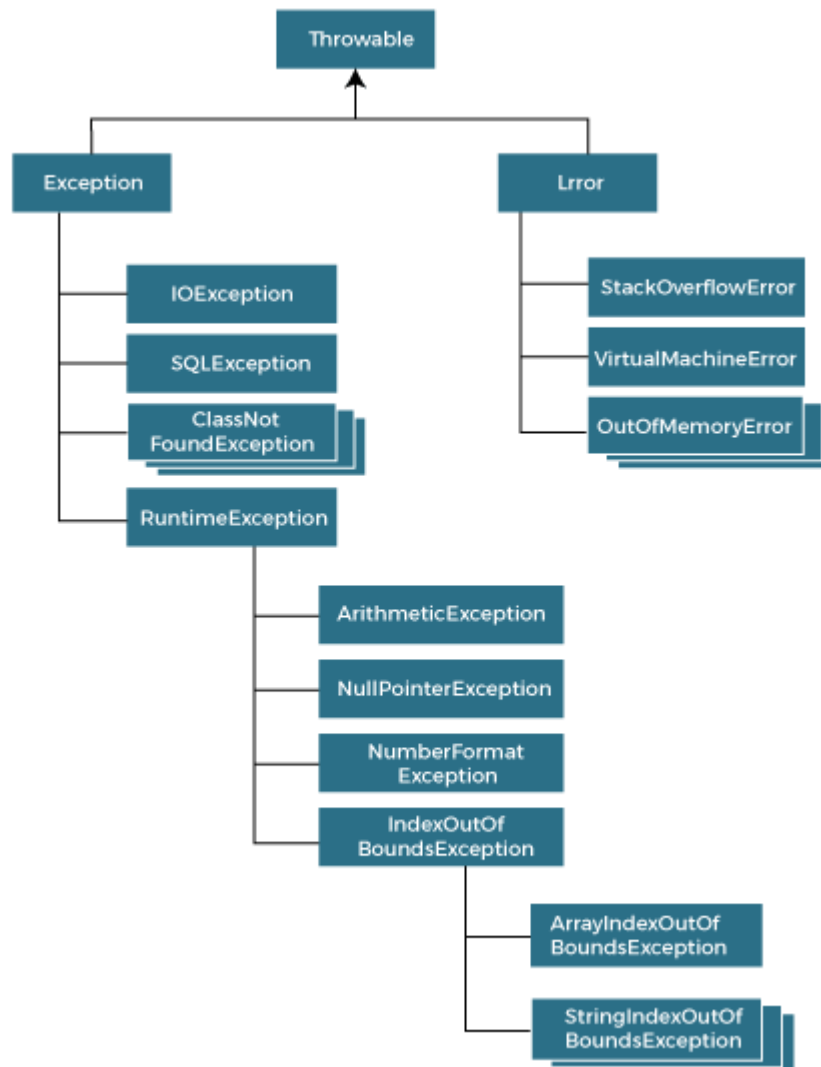 Throwable
Exception
Lrror
IOException
StackOverflowError
SQLException
VirtualMachineError
ClassNot
FoundException
OutOfMemoryError
RuntimeException
ArithmeticException
NullPointerException
NumberFormat
Exception
IndexOutOf
BoundsException
ArrayIndexOutOf
BoundsException
StringIndexOutOf
BoundsException